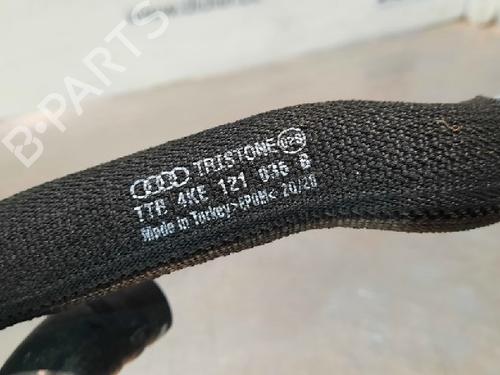 B-PARTS
TRISTONE
TTR 4KE 121 036 B
Made in Turkey >EPDM< 20/20